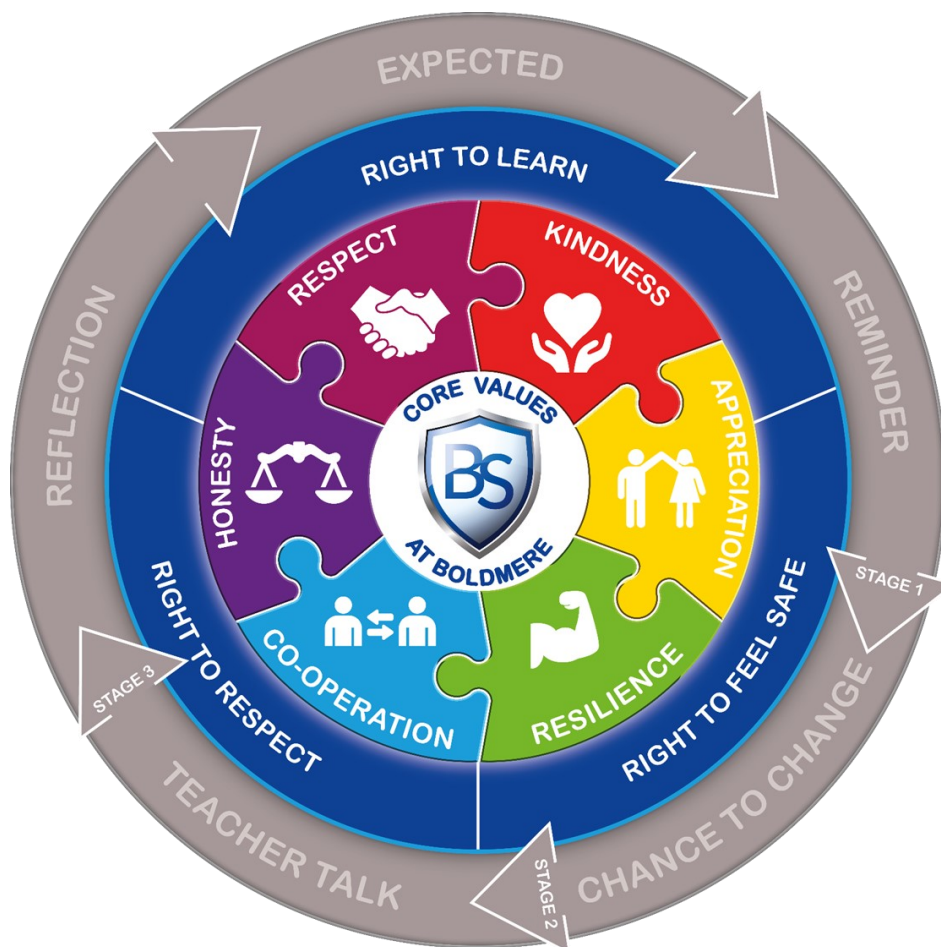 EXPECTED
REMINDER
STAGE 1
CHANCE TO CHANGE
STAGE 2
TEACHER TALK
STAGE 3
REFLECTION
RIGHT TO LEARN
RIGHT TO FEEL SAFE
RIGHT TO RESPECT
KINDNESS
APPRECIATION
RESILIENCE
CO-OPERATION
HONESTY
RESPECT
CORE VALUES
BS
AT BOLDMERE